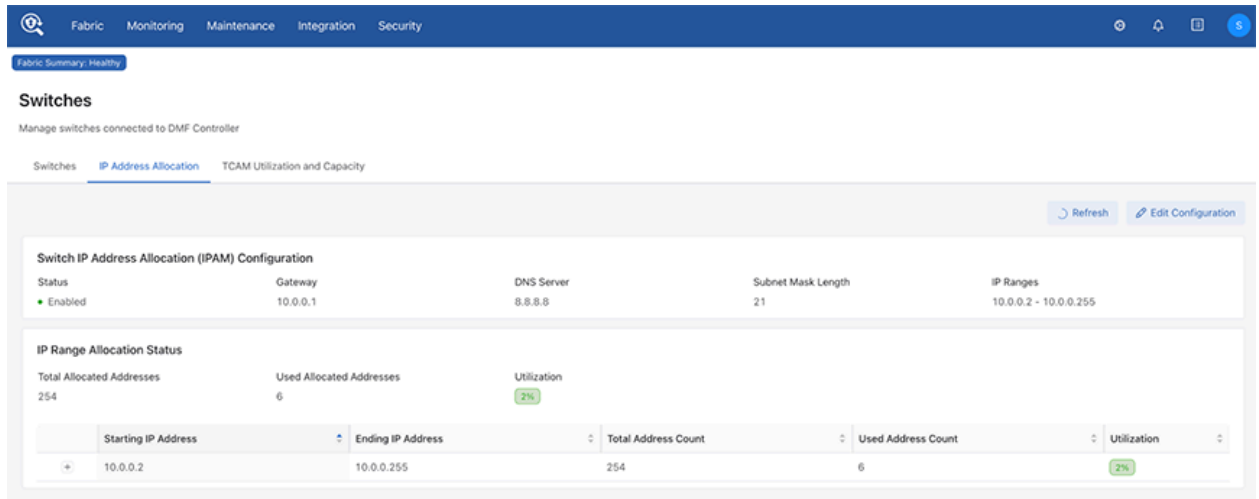 Fabric Monitoring Maintenance Integration Security S
Fabric Summary: Healthy
Switches
Manage switches connected to DMF Controller
Switches IP Address Allocation TCAM Utilization and Capacity
Refresh Edit Configuration
Switch IP Address Allocation (IPAM) Configuration
Status Gateway DNS Server Subnet Mask Length IP Ranges
Enabled 10.0.0.1 8.8.8.8 21 10.0.0.2 - 10.0.0.255
IP Range Allocation Status
Total Allocated Addresses Used Allocated Addresses Utilization
254 6 2%
Starting IP Address Ending IP Address Total Address Count Used Address Count Utilization
+ 10.0.0.2 10.0.0.255 254 6 2%